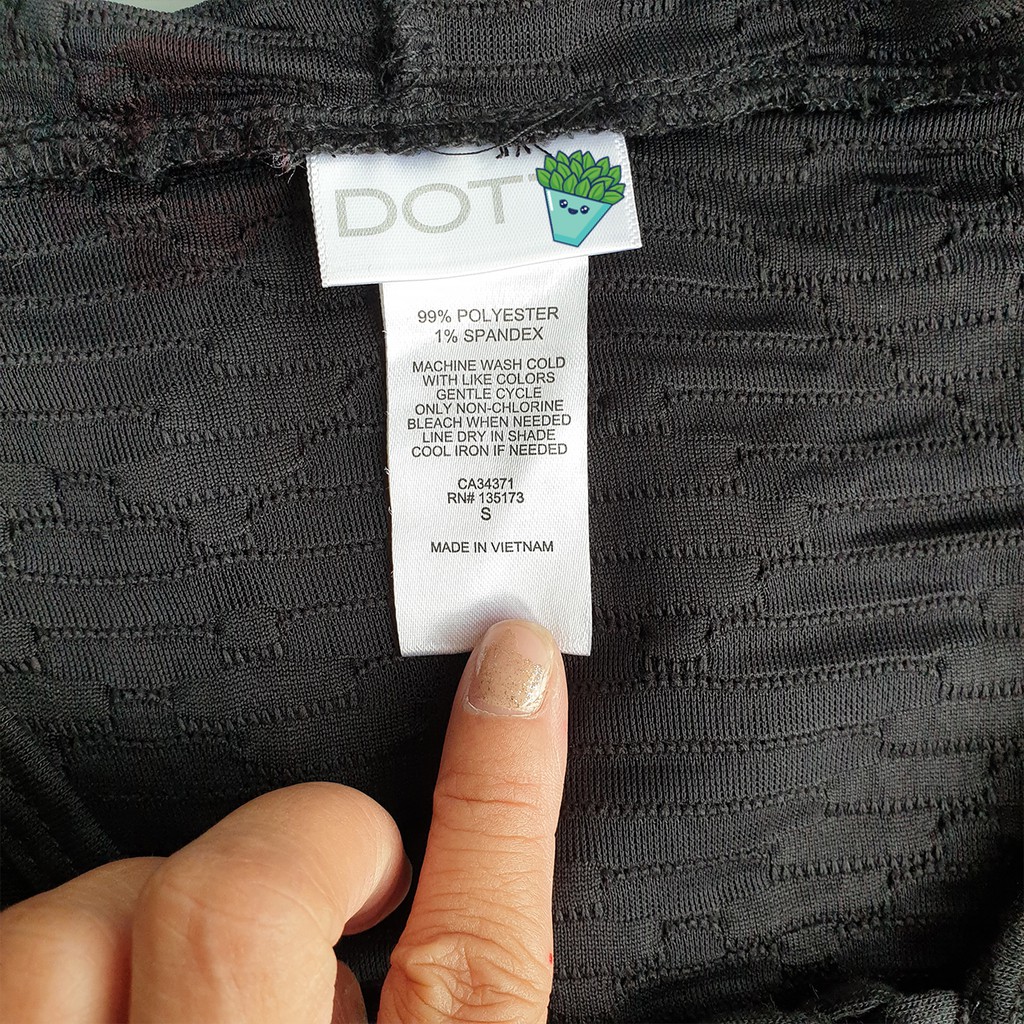 DOT
99% POLYESTER
1% SPANDEX
MACHINE WASH COLD
WITH LIKE COLORS
GENTLE CYCLE
ONLY NON-CHLORINE
BLEACH WHEN NEEDED
LINE DRY IN SHADE
COOL IRON IF NEEDED
CA34371
RN# 135173
S
MADE IN VIETNAM